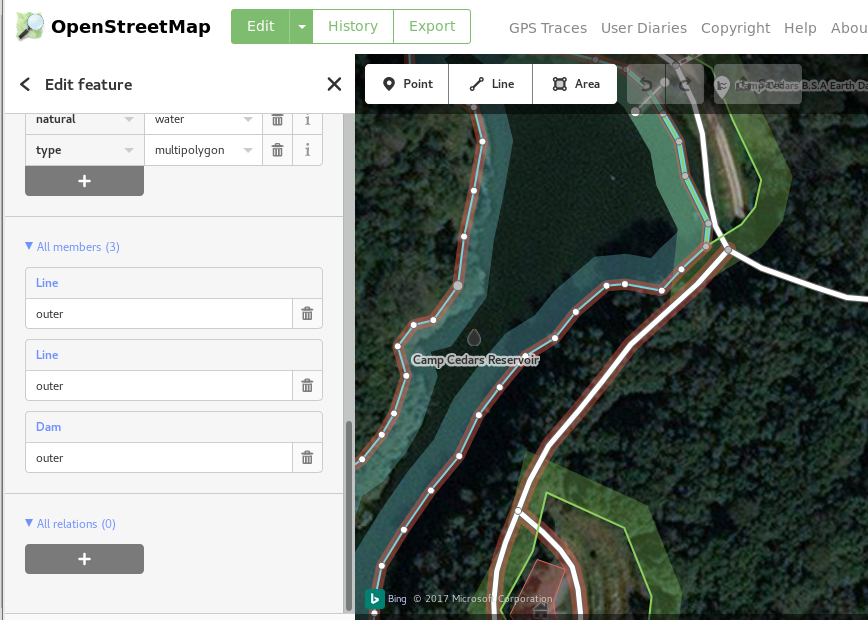 OpenStreetMap
Edit
History
Export
GPS Traces
User Diaries
Copyright
Help
Abou
Edit feature
Point
Line
Area
Camp Cedars B.S.A Earth Da
natural
water
type
multipolygon
+
All members (3)
Line
outer
Line
outer
Dam
outer
All relations (0)
+
Camp Cedars Reservoir
Bing © 2017 Microsoft Corporation